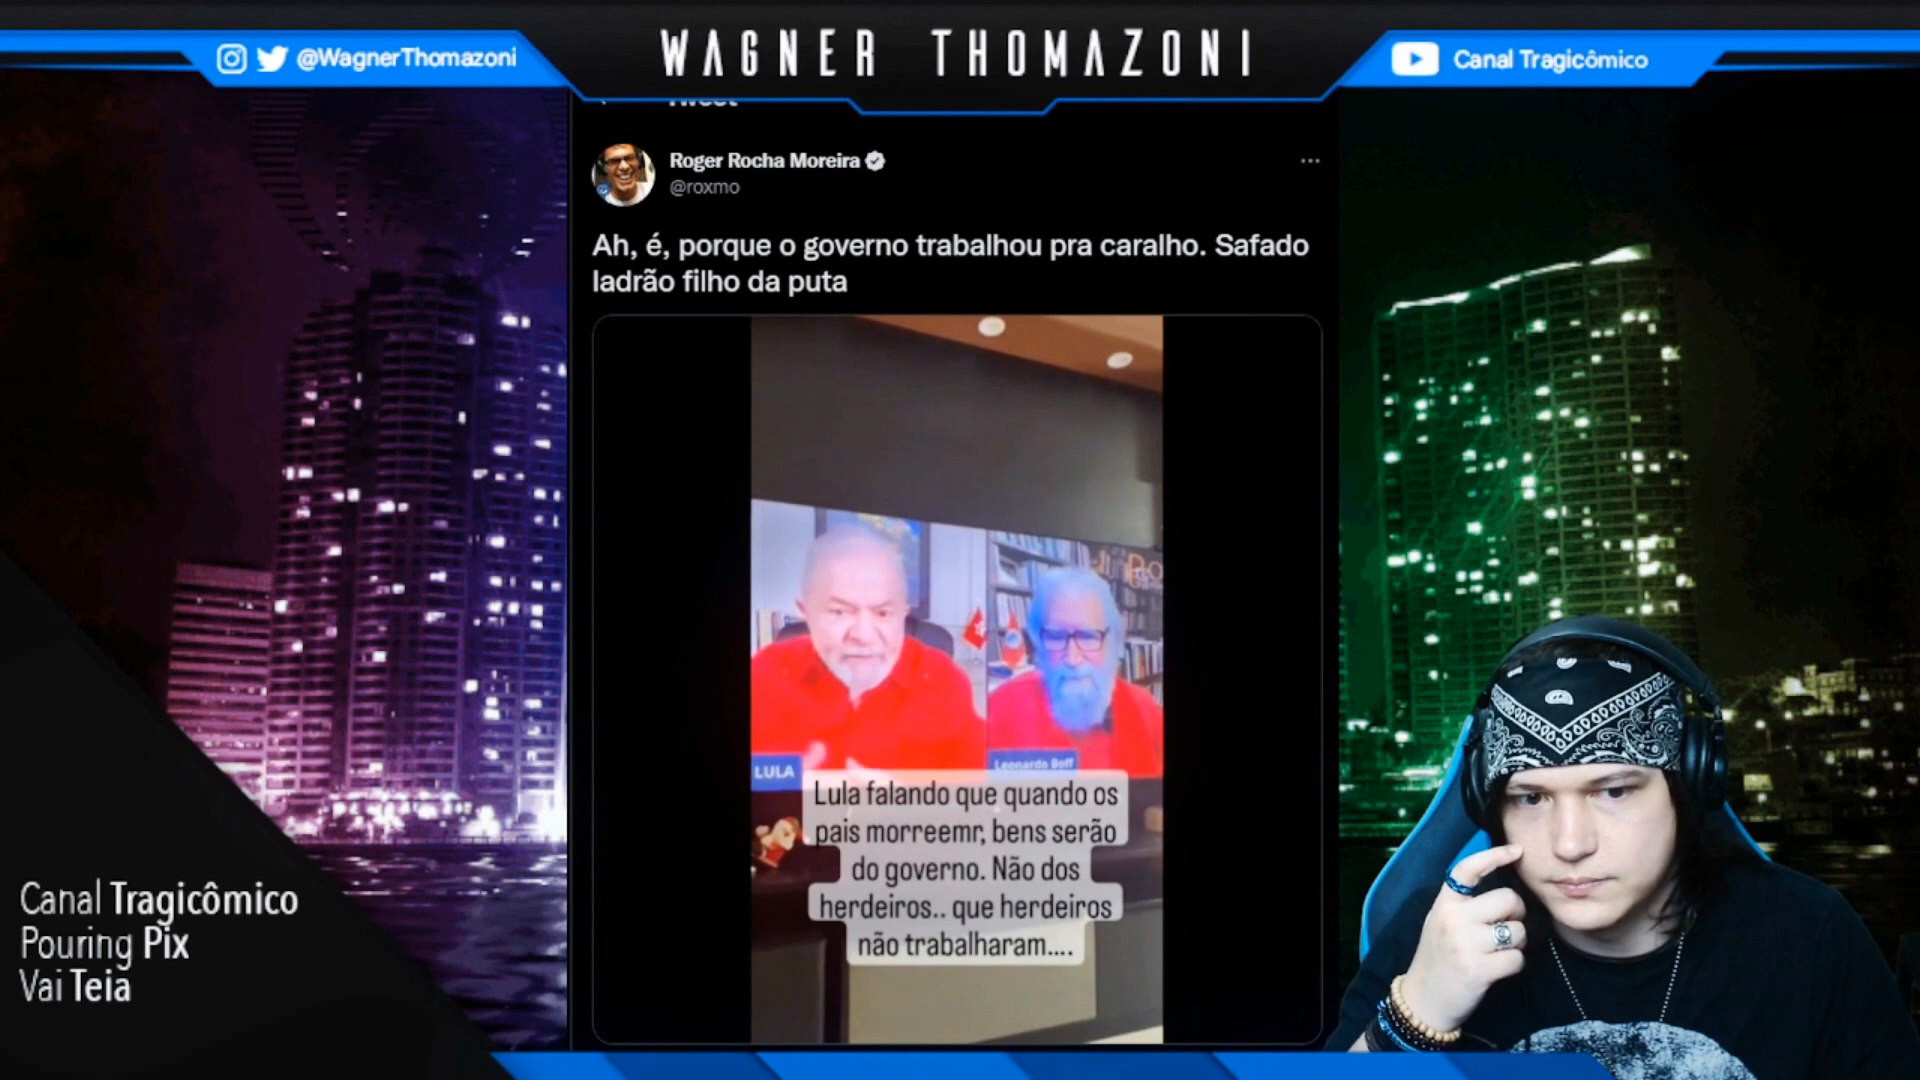 WAGNER THOMAZONI
@WagnerThomazoni
Canal Tragicômico
Tweet
Roger Rocha Moreira
@roxmo
Ah, é, porque o governo trabalhou pra caralho. Safado
ladrão filho da puta
LULA
Leonardo Boff
Lula falando que quando os
pais morreemr, bens serão
do governo. Não dos
herdeiros.. que herdeiros
não trabalharam....
Canal Tragicômico
Pouring Pix
Vai Teia